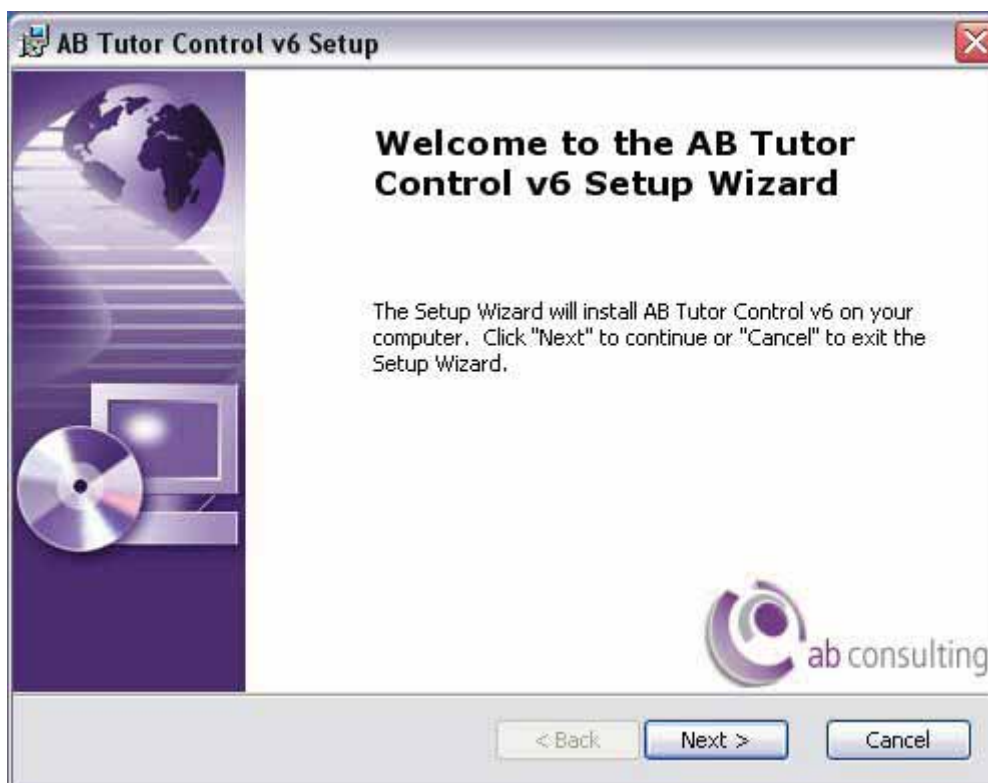 AB Tutor Control v6 Setup
Welcome to the AB Tutor
Control v6 Setup Wizard
The Setup Wizard will install AB Tutor Control v6 on your
computer. Click "Next" to continue or "Cancel" to exit the
Setup Wizard.
ab consulting
< Back Next > Cancel